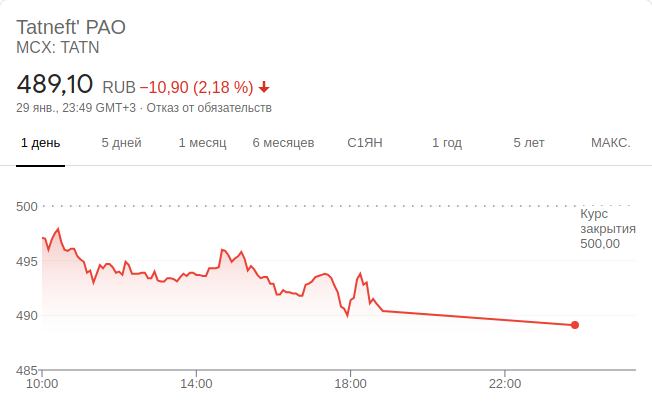 Tatneft' PAO
MCX: TATN
489,10 RUB −10,90 (2,18 %)
29 янв., 23:49 GMT+3 · Отказ от обязательств
1 день 5 дней 1 месяц 6 месяцев С1ЯН 1 год 5 лет МАКС.
500
Курс
закрытия
500,00
495
490
485
10:00 14:00 18:00 22:00